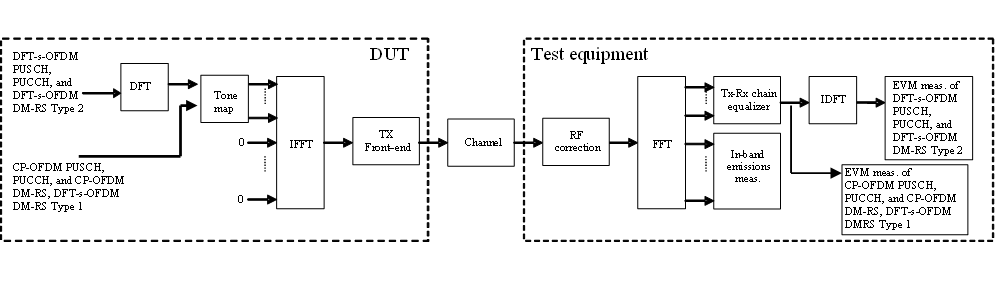 DUT
DFT-s-OFDM
PUSCH,
PUCCH, and
DFT-s-OFDM
DM-RS Type 2
DFT
Tone
map
0
0
IFFT
TX
Front-end
CP-OFDM PUSCH,
PUCCH, and CP-OFDM
DM-RS, DFT-s-OFDM
DM-RS Type 1
Channel
Test equipment
RF
correction
FFT
Tx-Rx chain
equalizer
In-band
emissions
meas.
IDFT
EVM meas. of
DFT-s-OFDM
PUSCH,
PUCCH, and
DFT-s-OFDM
DM-RS Type 2
EVM meas. of
CP-OFDM PUSCH,
PUCCH, and CP-OFDM
DM-RS, DFT-s-OFDM
DMRS Type 1